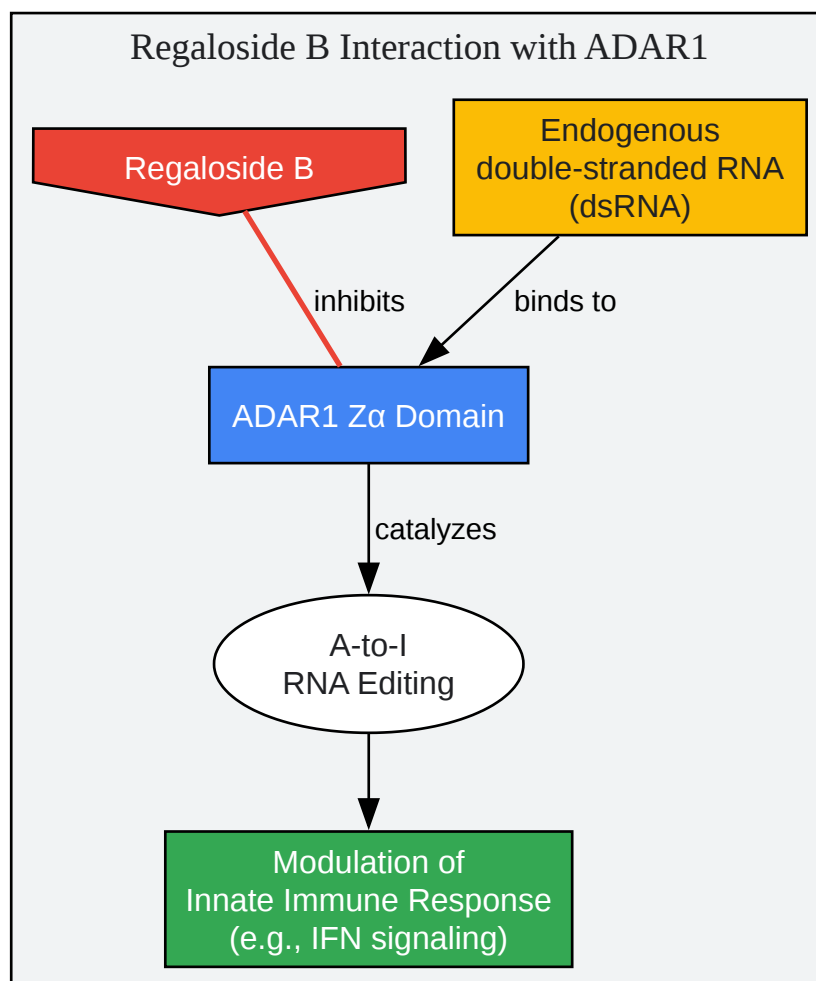 Regaloside B Interaction with ADAR1
Regaloside B
Endogenous
double-stranded RNA
(dsRNA)
inhibits
binds to
ADAR1 Zα Domain
catalyzes
A-to-I
RNA Editing
Modulation of
Innate Immune Response
(e.g., IFN signaling)